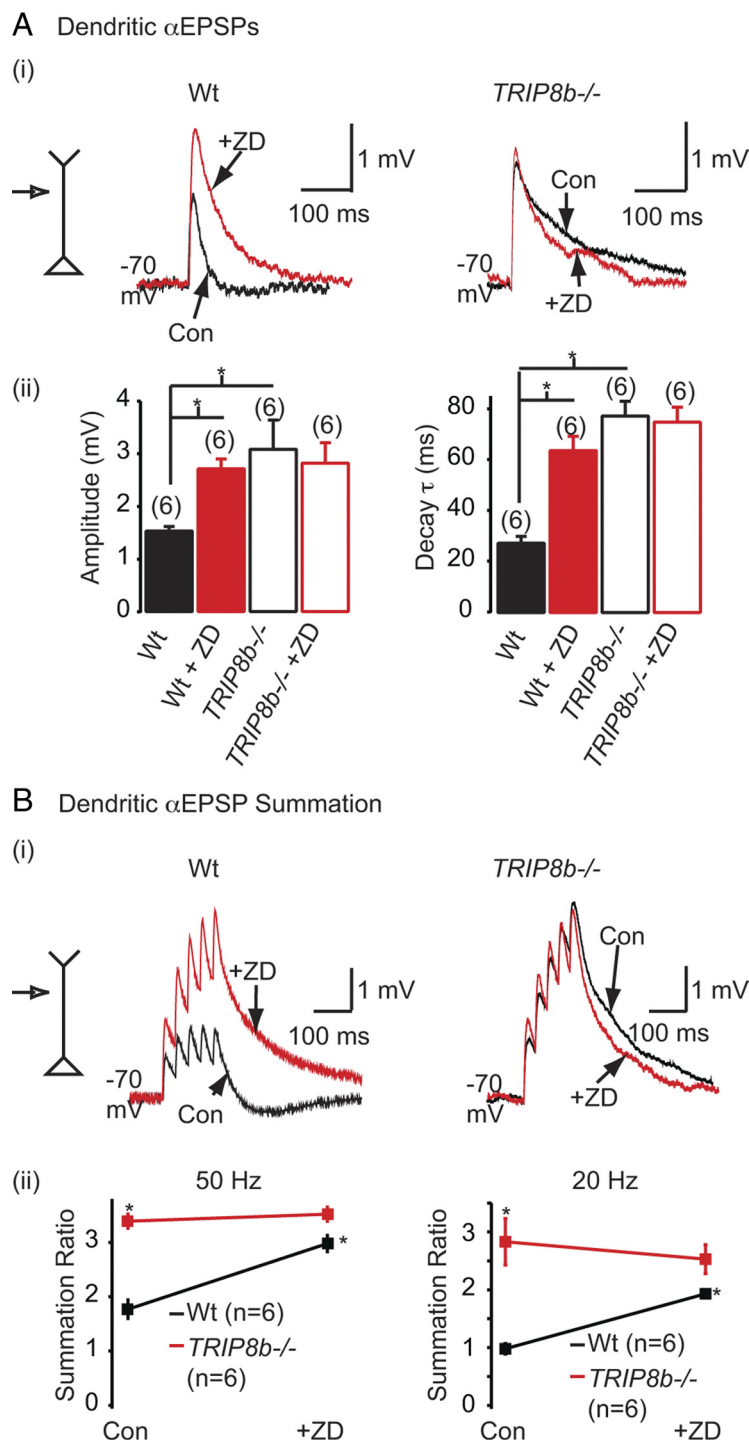 A Dendritic αEPSPs
(i)
Wt
TRIP8b-/-
+ZD
1 mV
100 ms
-70
mV
Con
Con
1 mV
100 ms
-70
mV
+ZD
(ii)
Amplitude (mV)
4
3
2
1
0
(6)
(6)
(6)
(6)
*
*
Wt
Wt + ZD
TRIP8b-/-
TRIP8b-/- +ZD
Decay τ (ms)
80
60
40
20
0
(6)
(6)
(6)
(6)
*
*
Wt
Wt + ZD
TRIP8b-/-
TRIP8b-/- +ZD
B Dendritic αEPSP Summation
(i)
Wt
TRIP8b-/-
+ZD
1 mV
100 ms
-70
mV
Con
Con
1 mV
100 ms
-70
mV
+ZD
(ii)
50 Hz
Summation Ratio
3
2
1
0
*
*
Wt (n=6)
TRIP8b-/-
(n=6)
Con
+ZD
20 Hz
Summation Ratio
3
2
1
0
*
*
Wt (n=6)
TRIP8b-/-
(n=6)
Con
+ZD